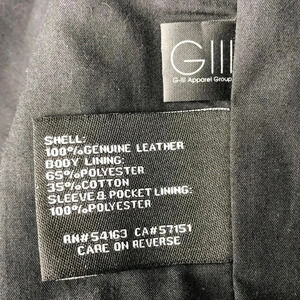 GIII
G-III Apparel Group
SHELL:
100%GENUINE LEATHER
BODY LINING:
65%POLYESTER
35%COTTON
SLEEVE & POCKET LINING:
100%POLYESTER
RN#54163 CA#57151
CARE ON REVERSE